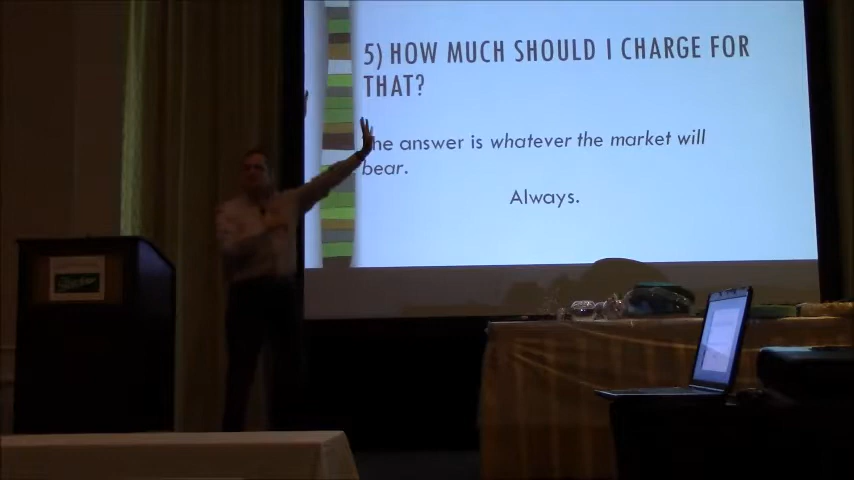 5) HOW MUCH SHOULD I CHARGE FOR
THAT?
he answer is whatever the market will
bear.
Always.